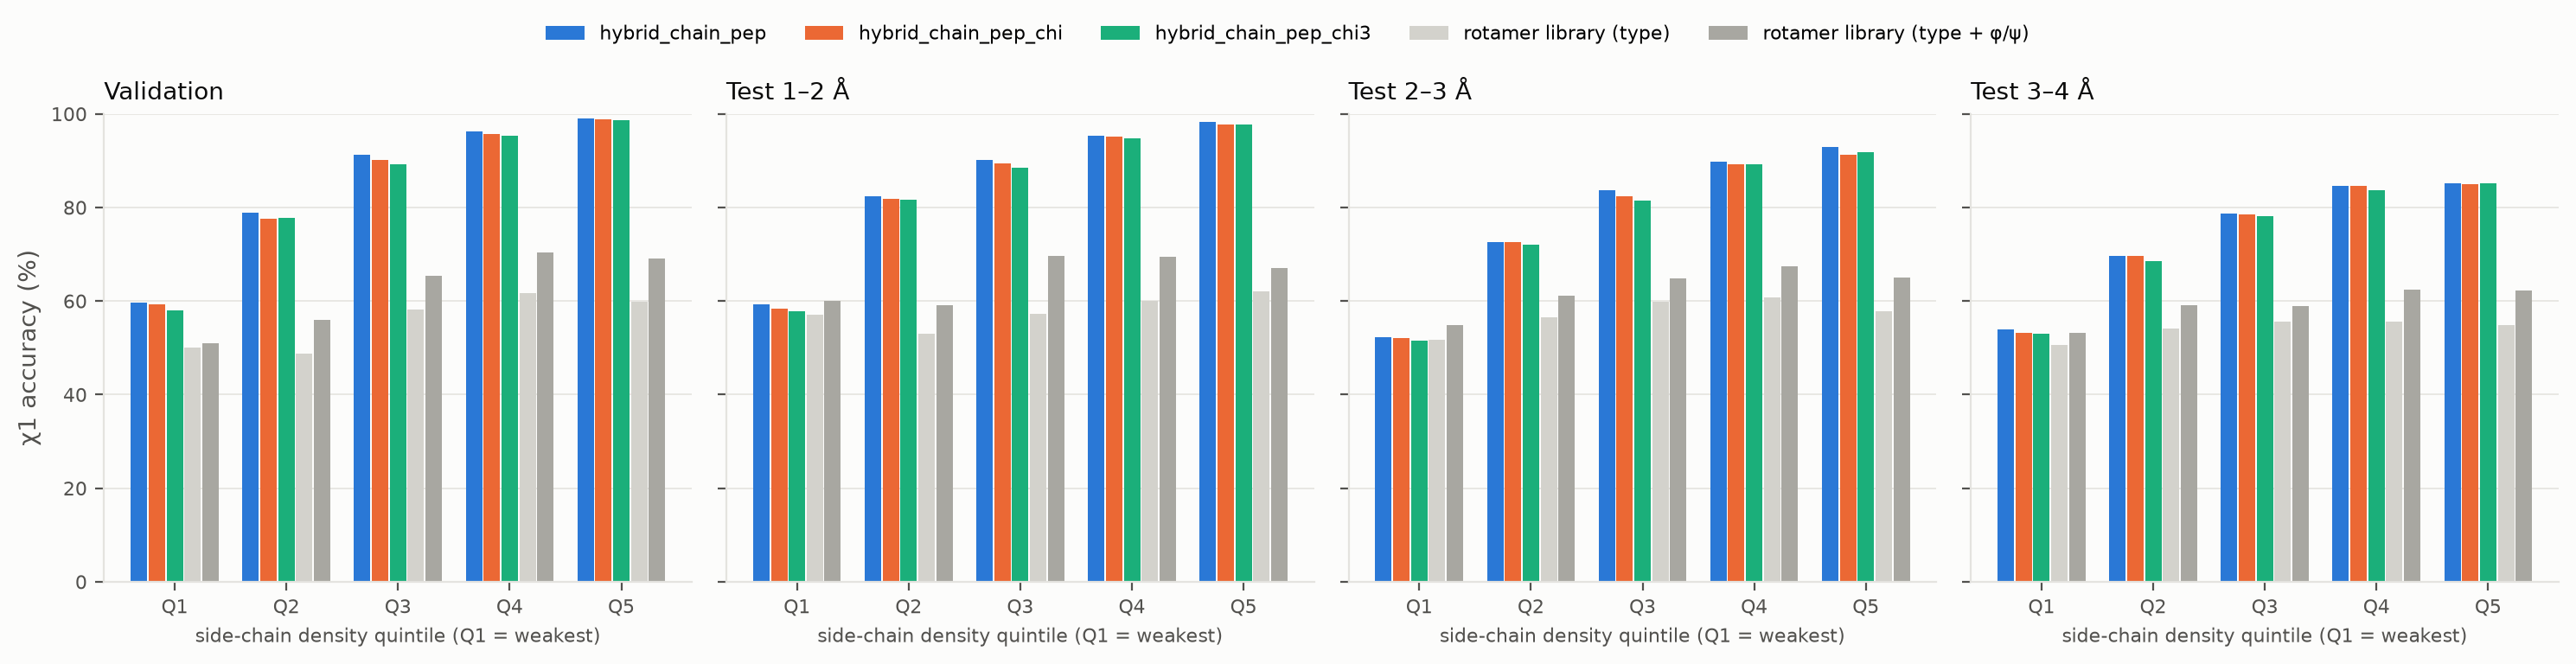 hybrid_chain_pep hybrid_chain_pep_chi hybrid_chain_pep_chi3 rotamer library (type) rotamer library (type + φ/ψ)
Validation
χ1 accuracy (%)
100
80
60
40
20
0
Q1 Q2 Q3 Q4 Q5
side-chain density quintile (Q1 = weakest)
Test 1–2 Å
Q1 Q2 Q3 Q4 Q5
side-chain density quintile (Q1 = weakest)
Test 2–3 Å
Q1 Q2 Q3 Q4 Q5
side-chain density quintile (Q1 = weakest)
Test 3–4 Å
Q1 Q2 Q3 Q4 Q5
side-chain density quintile (Q1 = weakest)